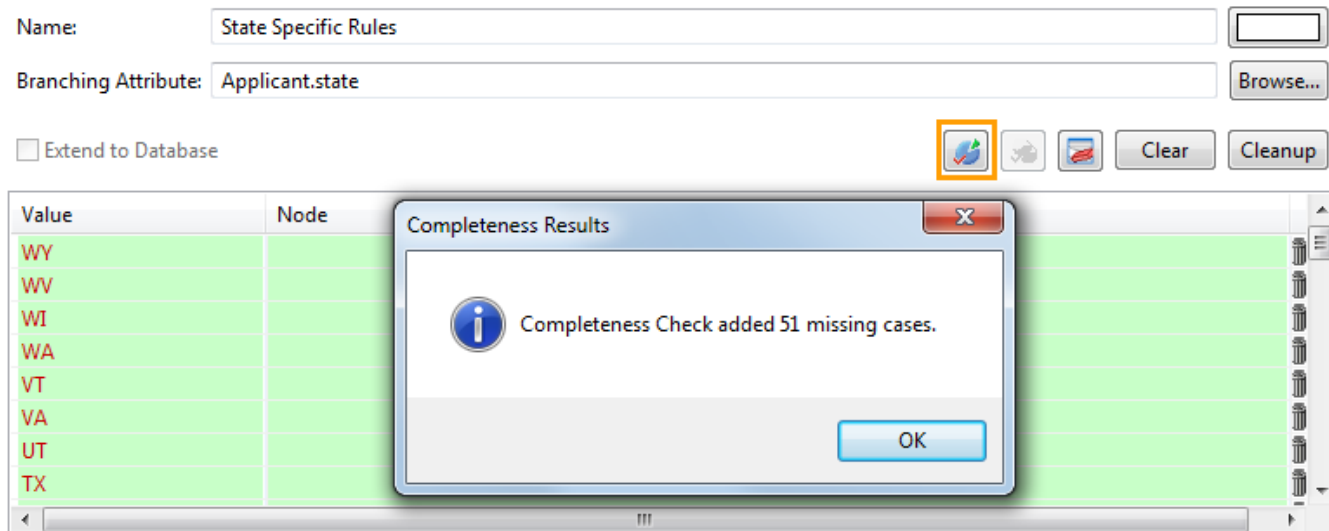 Name: State Specific Rules
Branching Attribute: Applicant.state Browse...
Extend to Database Clear Cleanup
Value Node
Completeness Results
WY
WV
WI
Completeness Check added 51 missing cases.
WA
VT
VA
UT
OK
TX